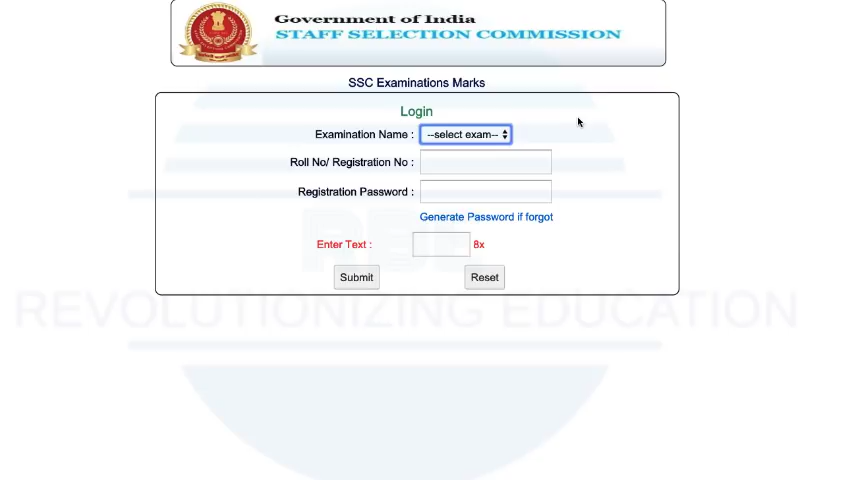 Government of India
STAFF SELECTION COMMISSION
SSC Examinations Marks
Login
Examination Name : --select exam--
Roll No/ Registration No :
Registration Password :
Generate Password if forgot
Enter Text : 8x
Submit Reset
REVOLUTIONIZING EDUCATION